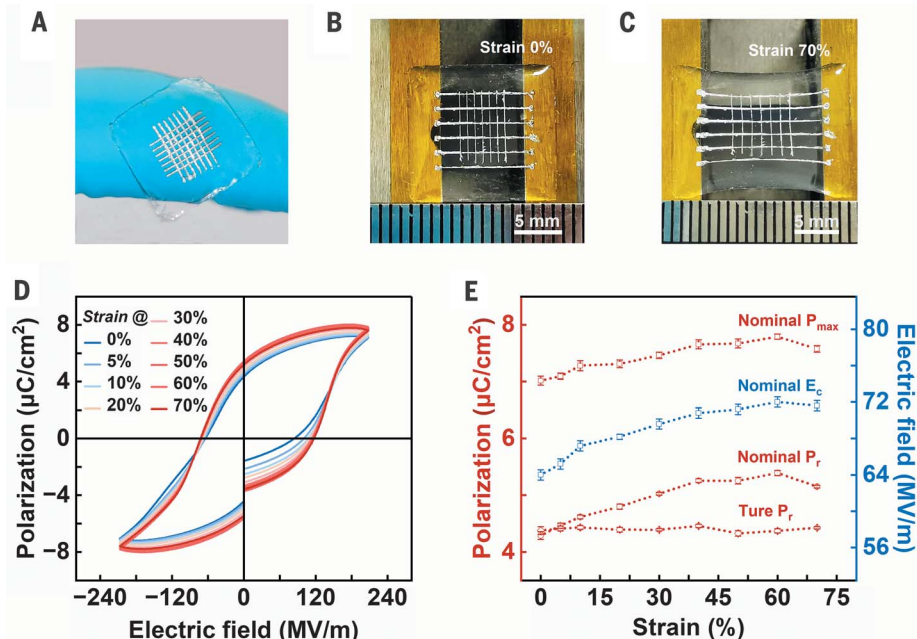 A
B
C
Strain 0%
Strain 70%
5 mm
5 mm
D
E
Polarization (μC/cm²)
8
4
0
−4
−8
Strain @
0%
5%
10%
20%
30%
40%
50%
60%
70%
−240
−120
0
120
240
Electric field (MV/m)
Polarization (μC/cm²)
8
6
4
Nominal Pmax
Nominal Ec
Nominal Pr
Ture Pr
80
72
64
56
Electric field
(MV/m)
0
15
30
45
60
75
Strain (%)